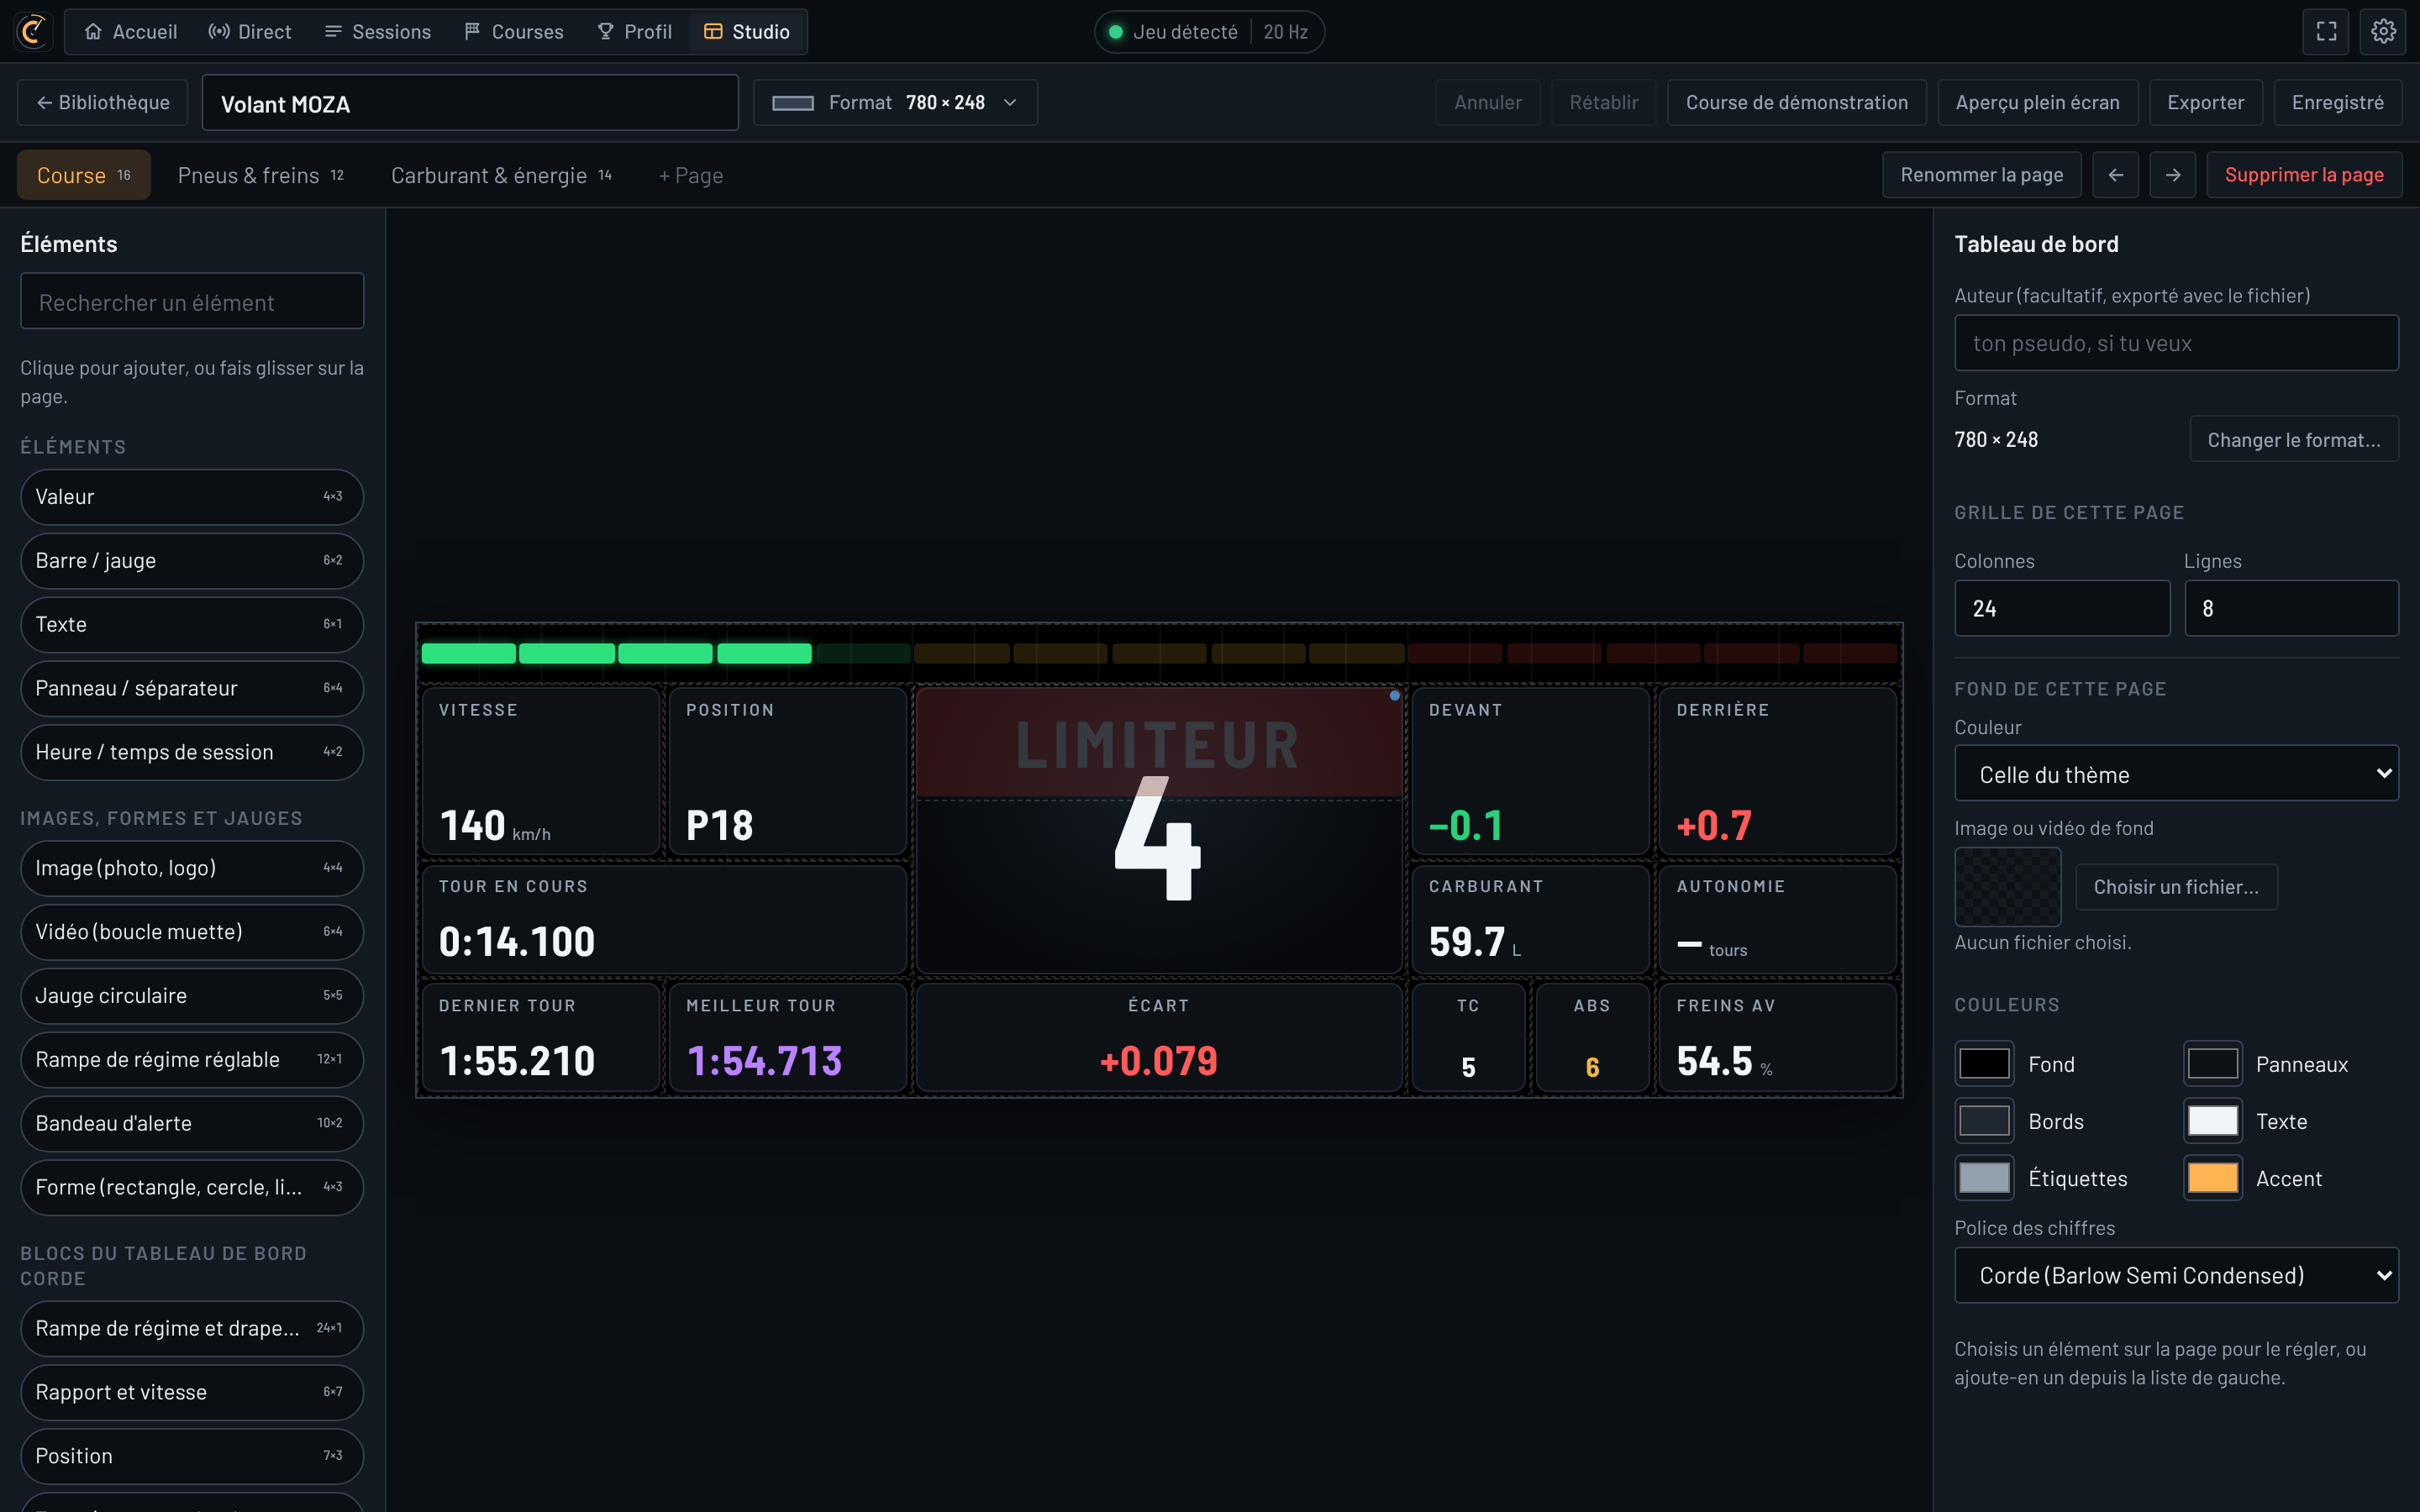 Accueil
Direct
Sessions
Courses
Profil
Studio
Jeu détecté
20 Hz
← Bibliothèque
Volant MOZA
Format 780 × 248
Annuler
Rétablir
Course de démonstration
Aperçu plein écran
Exporter
Enregistré
Course 16
Pneus & freins 12
Carburant & énergie 14
+ Page
Renommer la page
←
→
Supprimer la page
Éléments
Rechercher un élément
Clique pour ajouter, ou fais glisser sur la
page.
ÉLÉMENTS
Valeur 4×3
Barre / jauge 6×2
Texte 6×1
Panneau / séparateur 6×4
Heure / temps de session 4×2
IMAGES, FORMES ET JAUGES
Image (photo, logo) 4×4
Vidéo (boucle muette) 6×4
Jauge circulaire 5×5
Rampe de régime réglable 12×1
Bandeau d'alerte 10×2
Forme (rectangle, cercle, li... 4×3
BLOCS DU TABLEAU DE BORD
CORDE
Rampe de régime et drape... 24×1
Rapport et vitesse 6×7
Position 7×3
VITESSE
140 km/h
POSITION
P18
LIMITEUR
4
DEVANT
−0.1
DERRIÈRE
+0.7
TOUR EN COURS
0:14.100
CARBURANT
59.7 L
AUTONOMIE
— tours
DERNIER TOUR
1:55.210
MEILLEUR TOUR
1:54.713
ÉCART
+0.079
TC
5
ABS
6
FREINS AV
54.5 %
Tableau de bord
Auteur (facultatif, exporté avec le fichier)
ton pseudo, si tu veux
Format
780 × 248
Changer le format...
GRILLE DE CETTE PAGE
Colonnes
Lignes
24
8
FOND DE CETTE PAGE
Couleur
Celle du thème
Image ou vidéo de fond
Choisir un fichier...
Aucun fichier choisi.
COULEURS
Fond
Panneaux
Bords
Texte
Étiquettes
Accent
Police des chiffres
Corde (Barlow Semi Condensed)
Choisis un élément sur la page pour le régler, ou
ajoute-en un depuis la liste de gauche.